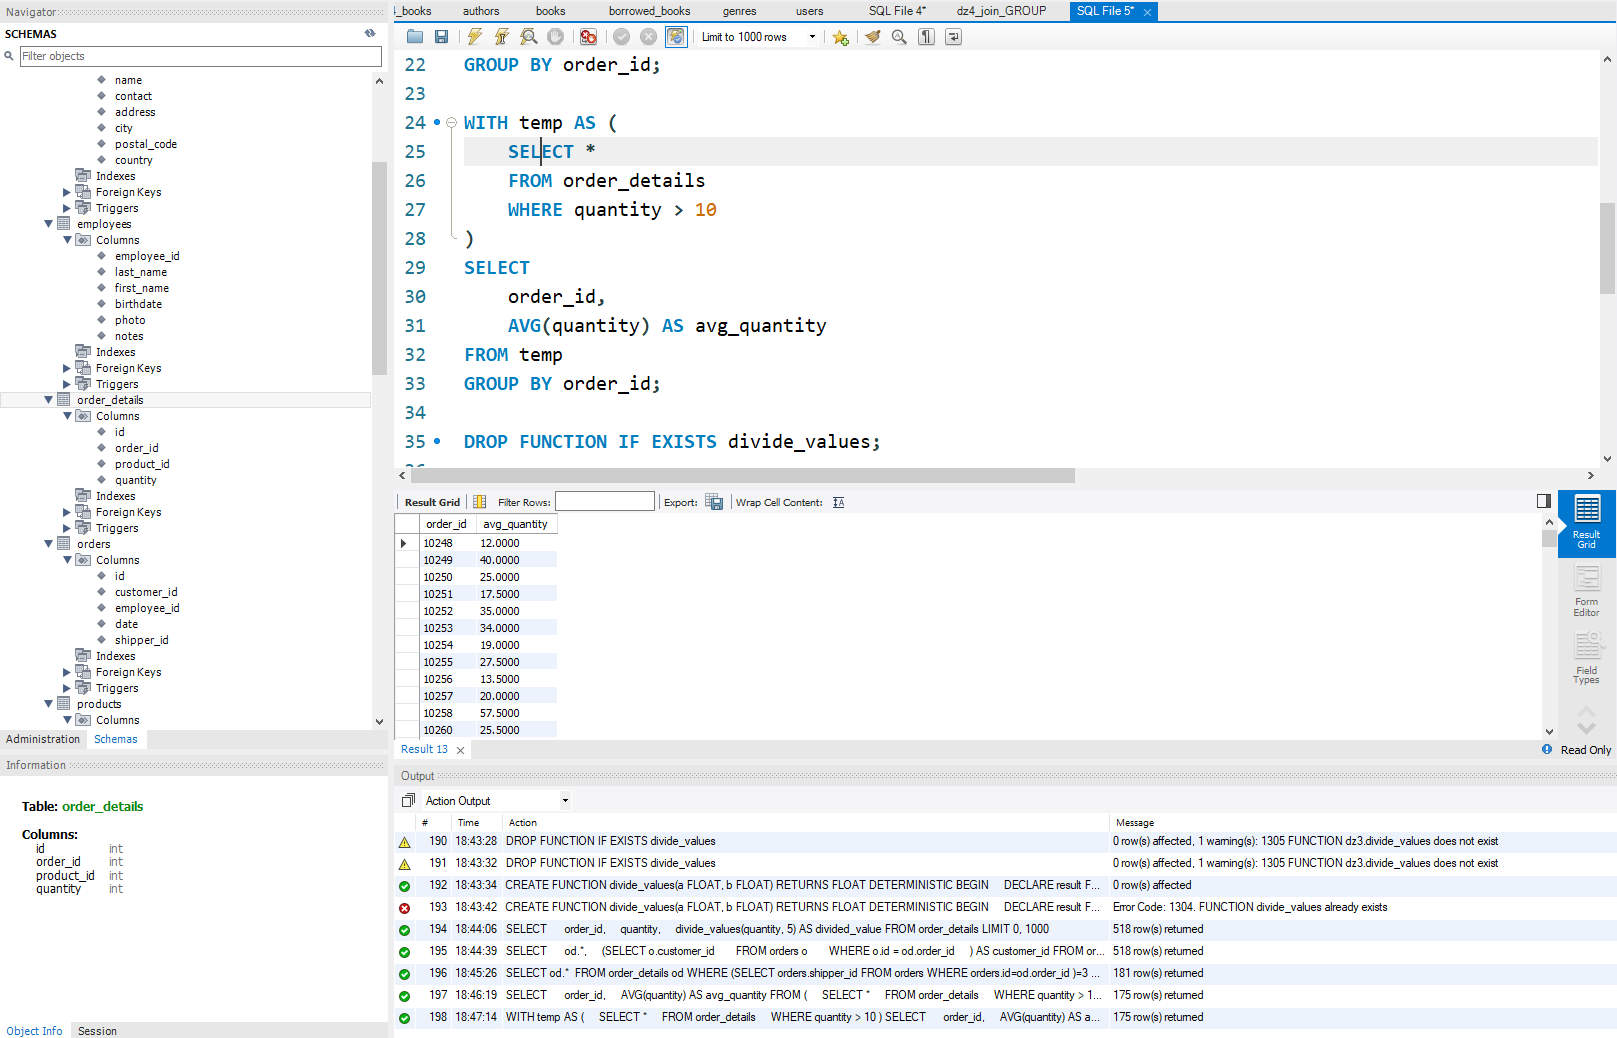 Navigator
SCHEMAS
Filter objects
name
contact
address
city
postal_code
country
Indexes
Foreign Keys
Triggers
employees
Columns
employee_id
last_name
first_name
birthdate
photo
notes
Indexes
Foreign Keys
Triggers
order_details
Columns
id
order_id
product_id
quantity
Indexes
Foreign Keys
Triggers
orders
Columns
id
customer_id
employee_id
date
shipper_id
Indexes
Foreign Keys
Triggers
products
Columns
Administration Schemas
Information
Table: order_details
Columns:
id int
order_id int
product_id int
quantity int
Object Info Session
_books authors books borrowed_books genres users SQL File 4* dz4_join_GROUP SQL File 5*
Limit to 1000 rows
22 GROUP BY order_id;
23
24 WITH temp AS (
25 SELECT *
26 FROM order_details
27 WHERE quantity > 10
28 )
29 SELECT
30 order_id,
31 AVG(quantity) AS avg_quantity
32 FROM temp
33 GROUP BY order_id;
34
35 DROP FUNCTION IF EXISTS divide_values;
Result Grid Filter Rows: Export: Wrap Cell Content:
order_id avg_quantity
10248 12.0000
10249 40.0000
10250 25.0000
10251 17.5000
10252 35.0000
10253 34.0000
10254 19.0000
10255 27.5000
10256 13.5000
10257 20.0000
10258 57.5000
10260 25.5000
Result Grid
Form Editor
Field Types
Result 13 Read Only
Output
Action Output
# Time Action Message
190 18:43:28 DROP FUNCTION IF EXISTS divide_values 0 row(s) affected, 1 warning(s): 1305 FUNCTION dz3.divide_values does not exist
191 18:43:32 DROP FUNCTION IF EXISTS divide_values 0 row(s) affected, 1 warning(s): 1305 FUNCTION dz3.divide_values does not exist
192 18:43:34 CREATE FUNCTION divide_values(a FLOAT, b FLOAT) RETURNS FLOAT DETERMINISTIC BEGIN DECLARE result F... 0 row(s) affected
193 18:43:42 CREATE FUNCTION divide_values(a FLOAT, b FLOAT) RETURNS FLOAT DETERMINISTIC BEGIN DECLARE result F... Error Code: 1304. FUNCTION divide_values already exists
194 18:44:06 SELECT order_id, quantity, divide_values(quantity, 5) AS divided_value FROM order_details LIMIT 0, 1000 518 row(s) returned
195 18:44:39 SELECT od.*, (SELECT o.customer_id FROM orders o WHERE o.id = od.order_id ) AS customer_id FROM or... 518 row(s) returned
196 18:45:26 SELECT od.* FROM order_details od WHERE (SELECT orders.shipper_id FROM orders WHERE orders.id=od.order_id )=3 ... 181 row(s) returned
197 18:46:19 SELECT order_id, AVG(quantity) AS avg_quantity FROM ( SELECT * FROM order_details WHERE quantity > 1... 175 row(s) returned
198 18:47:14 WITH temp AS ( SELECT * FROM order_details WHERE quantity > 10 ) SELECT order_id, AVG(quantity) AS a... 175 row(s) returned